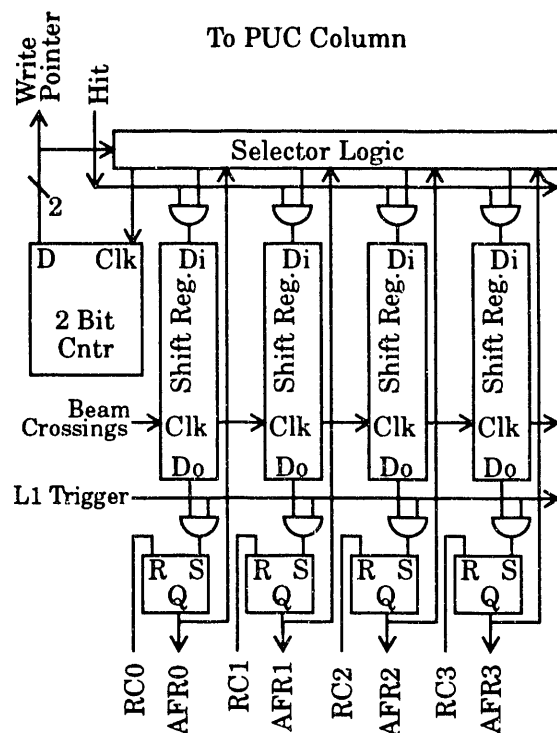 To PUC Column
Write
Pointer
Hit
Selector Logic
2
D Clk
2 Bit
Cntr
Di
Shift Reg.
Clk
Do
Di
Shift Reg.
Clk
Do
Di
Shift Reg.
Clk
Do
Di
Shift Reg.
Clk
Do
Beam
Crossings
L1 Trigger
R S
Q
R S
Q
R S
Q
R S
Q
RC0
AFR0
RC1
AFR1
RC2
AFR2
RC3
AFR3